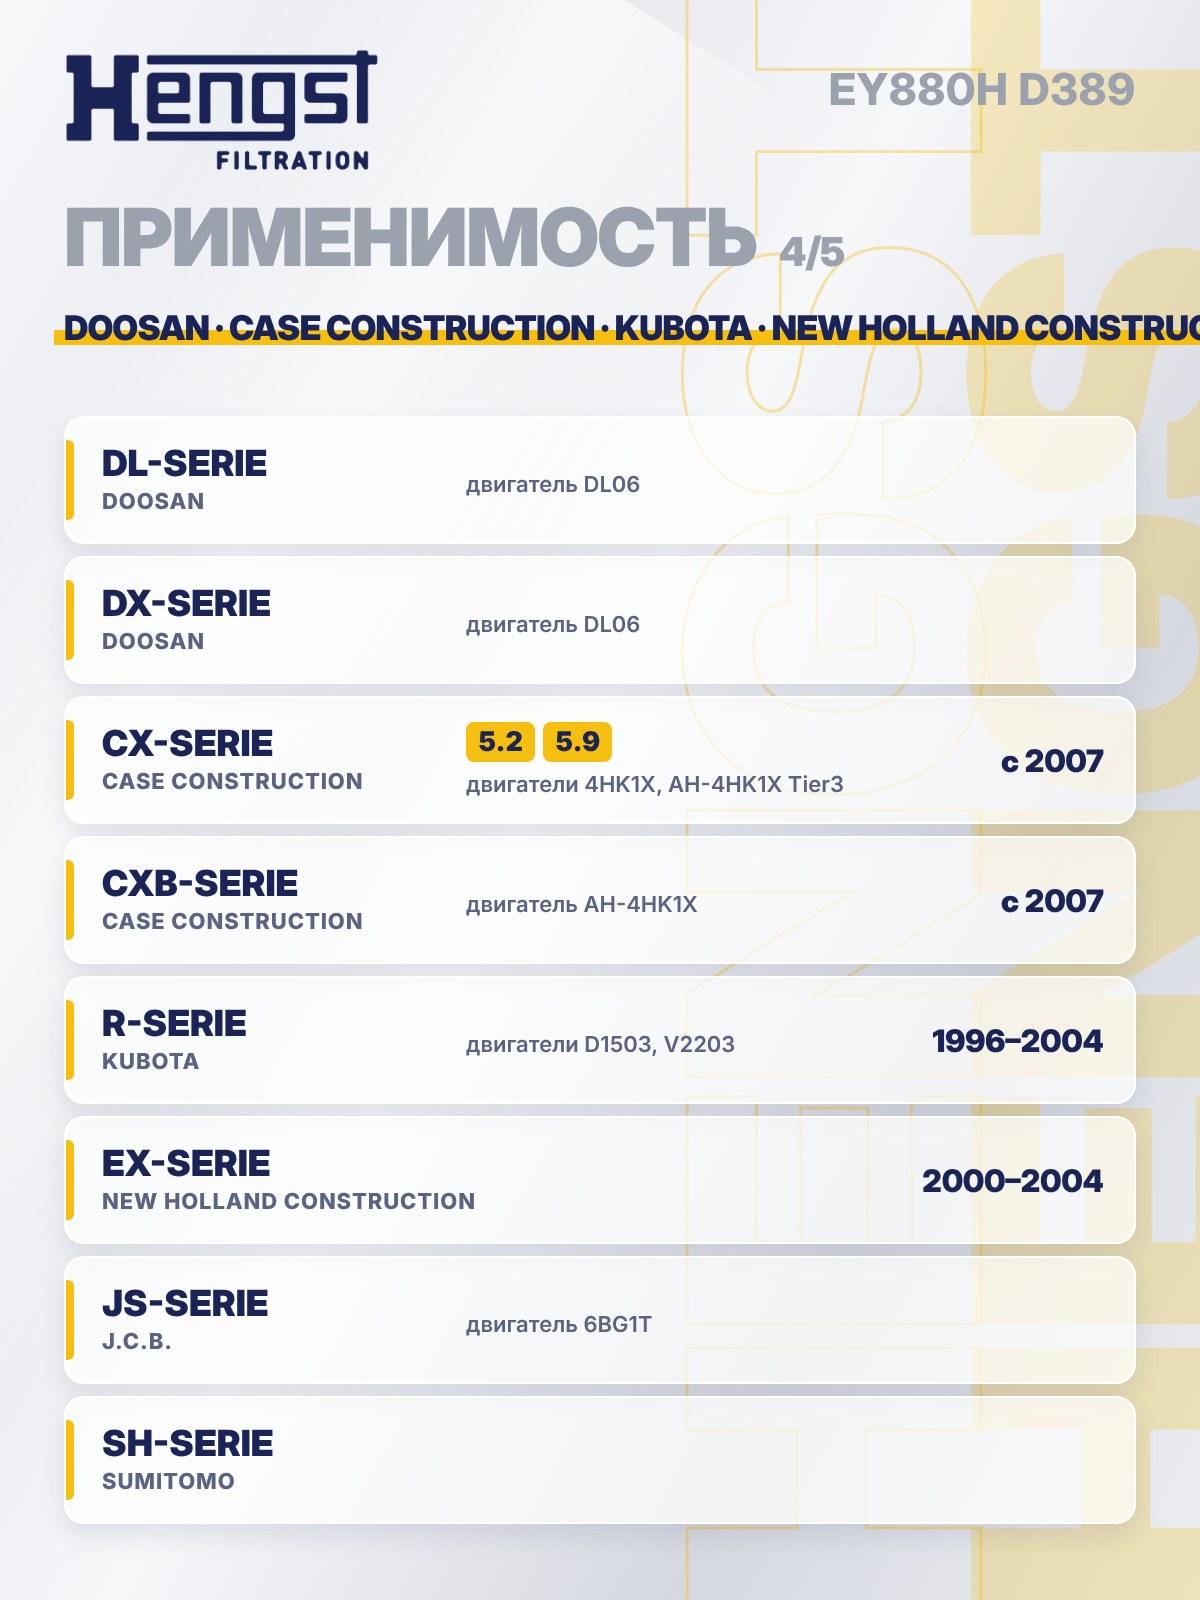 Hengst
FILTRATION
EY880H D389
ПРИМЕНИМОСТЬ 4/5
DOOSAN · CASE CONSTRUCTION · KUBOTA · NEW HOLLAND CONSTRUC
DL-SERIE
DOOSAN
двигатель DL06
DX-SERIE
DOOSAN
двигатель DL06
CX-SERIE
CASE CONSTRUCTION
5.2 5.9
двигатели 4HK1X, AH-4HK1X Tier3
с 2007
CXB-SERIE
CASE CONSTRUCTION
двигатель AH-4HK1X
с 2007
R-SERIE
KUBOTA
двигатели D1503, V2203
1996–2004
EX-SERIE
NEW HOLLAND CONSTRUCTION
2000–2004
JS-SERIE
J.C.B.
двигатель 6BG1T
SH-SERIE
SUMITOMO
HENGST
HENGST